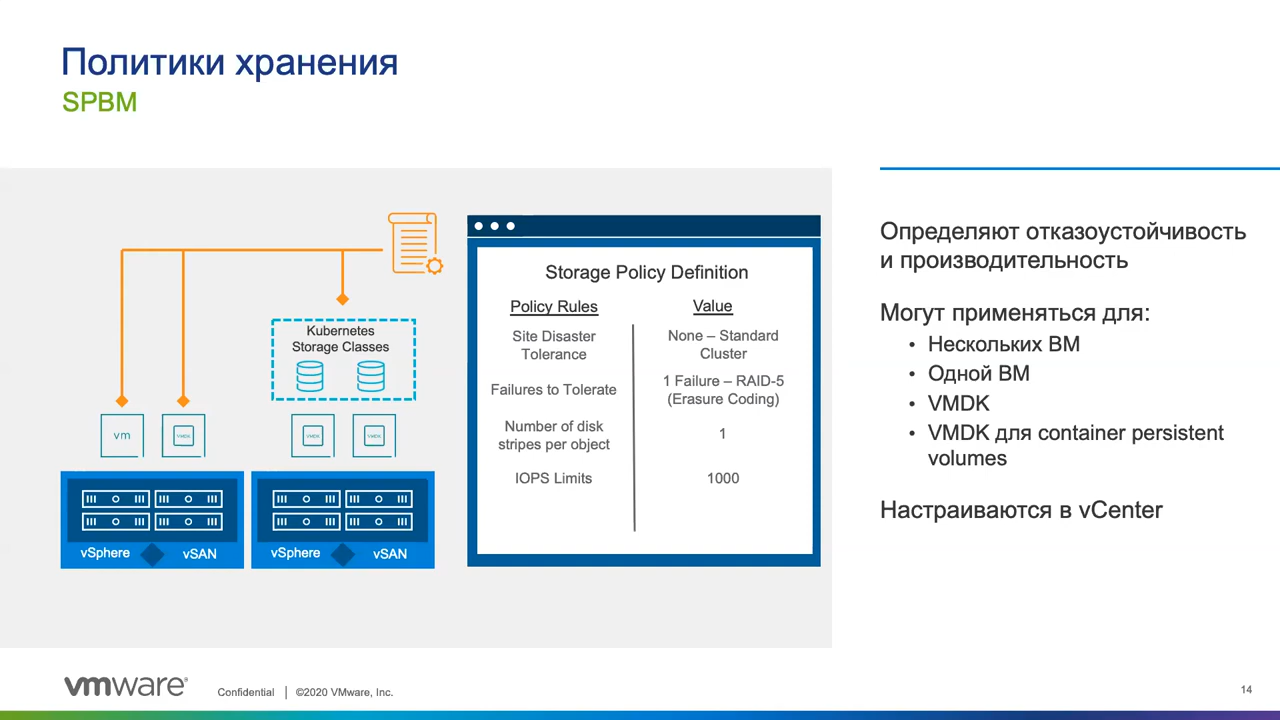 Политики хранения
SPBM
Kubernetes
Storage Classes
vm
VMDK
VMDK
VMDK
vSphere
vSAN
vSphere
vSAN
Storage Policy Definition
Policy Rules
Value
Site Disaster
Tolerance
None – Standard
Cluster
Failures to Tolerate
1 Failure – RAID-5
(Erasure Coding)
Number of disk
stripes per object
1
IOPS Limits
1000
Определяют отказоустойчивость
и производительность
Могут применяться для:
• Нескольких ВМ
• Одной ВМ
• VMDK
• VMDK для container persistent
volumes
Настраиваются в vCenter
vmware®
Confidential | ©2020 VMware, Inc.
14